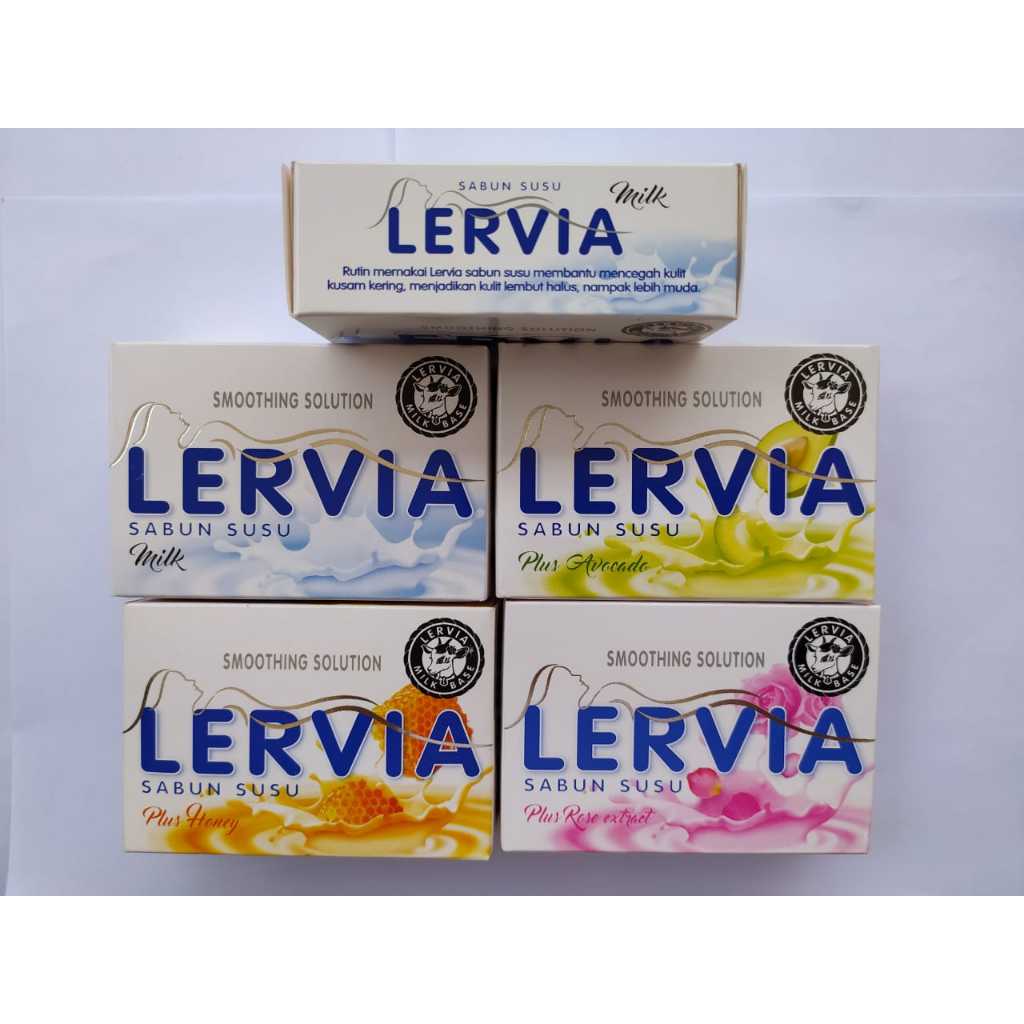 SABUN SUSU
Milk
LERVIA
Rutin memakai Lervia sabun susu membantu mencegah kulit
kusam kering, menjadikan kulit lembut halus, nampak lebih muda.
SMOOTHING SOLUTION
SMOOTHING SOLUTION
LERVIA
MILK BASE
LERVIA
SABUN SUSU
Milk
SMOOTHING SOLUTION
LERVIA
MILK BASE
LERVIA
SABUN SUSU
Plus Avocado
SMOOTHING SOLUTION
LERVIA
MILK BASE
LERVIA
SABUN SUSU
Plus Honey
SMOOTHING SOLUTION
LERVIA
MILK BASE
LERVIA
SABUN SUSU
Plus Rose extract